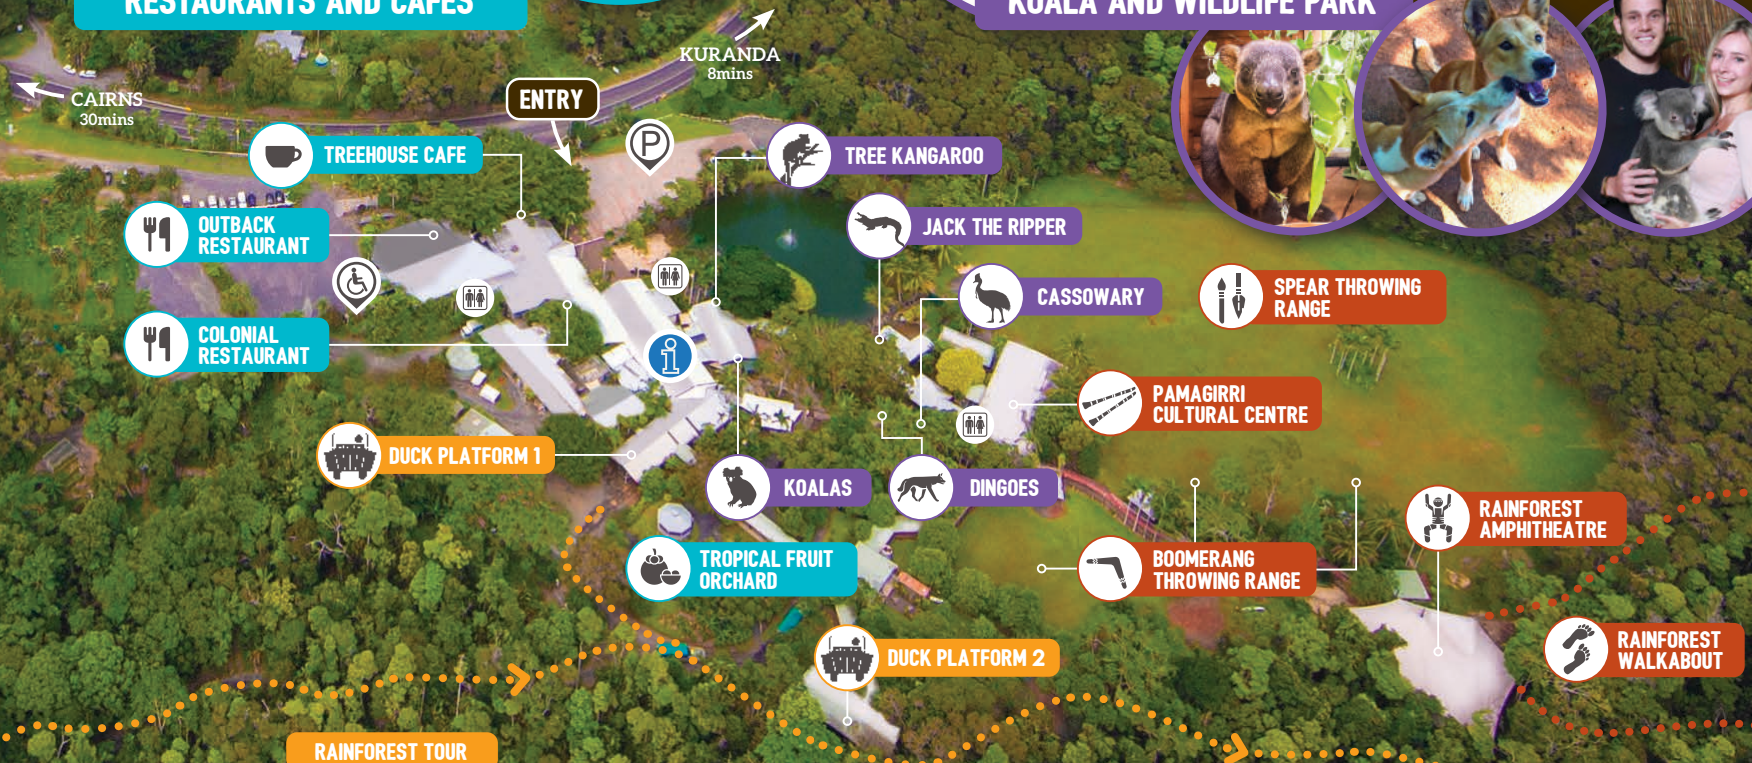 RESTAURANTS AND CAFES
KOALA AND WILDLIFE PARK
KURANDA
8mins
CAIRNS
30mins
ENTRY
P
TREEHOUSE CAFE
TREE KANGAROO
OUTBACK
RESTAURANT
JACK THE RIPPER
CASSOWARY
SPEAR THROWING
RANGE
COLONIAL
RESTAURANT
i
PAMAGIRRI
CULTURAL CENTRE
DUCK PLATFORM 1
KOALAS
DINGOES
RAINFOREST
AMPHITHEATRE
TROPICAL FRUIT
ORCHARD
BOOMERANG
THROWING RANGE
DUCK PLATFORM 2
RAINFOREST
WALKABOUT
RAINFOREST TOUR